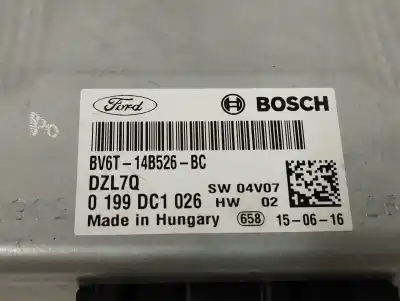 Ford BOSCH
BV6T-14B526-BC
DZL7Q SW 04V07
0 199 DC1 026 HW 02
Made in Hungary 658 15-06-16